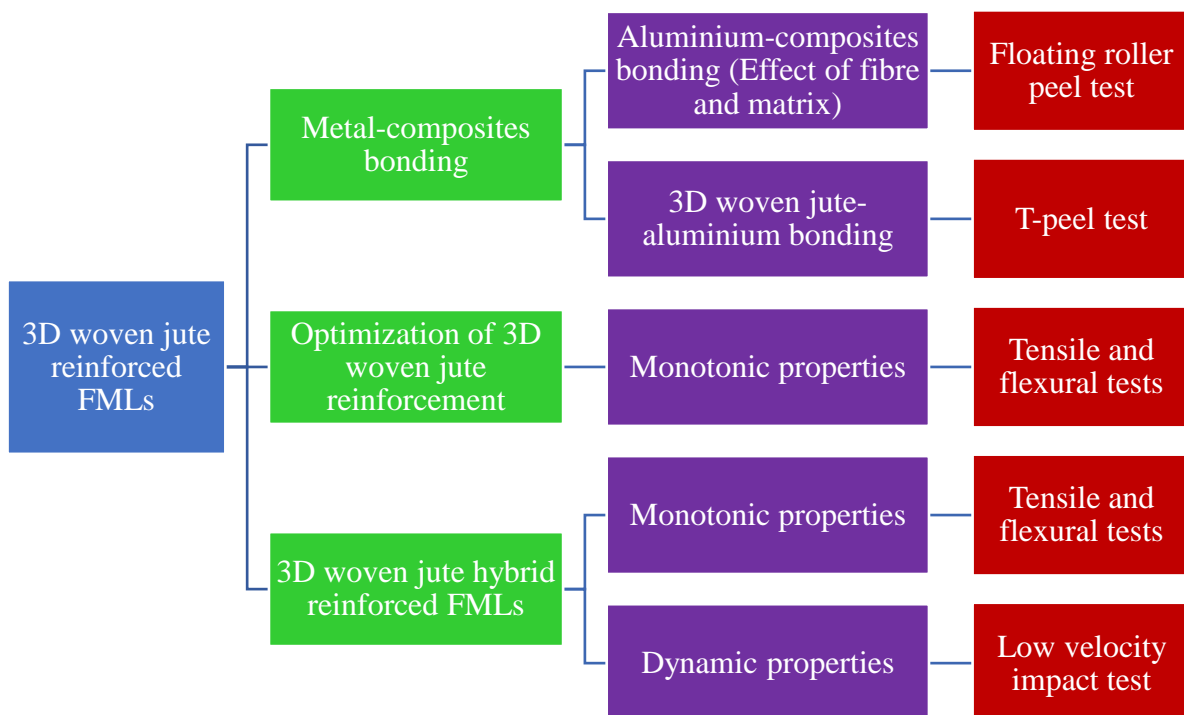 3D woven jute
reinforced
FMLs
Metal-composites
bonding
Aluminium-composites
bonding (Effect of fibre
and matrix)
Floating roller
peel test
3D woven jute-
aluminium bonding
T-peel test
Optimization of 3D
woven jute
reinforcement
Monotonic properties
Tensile and
flexural tests
3D woven jute hybrid
reinforced FMLs
Monotonic properties
Tensile and
flexural tests
Dynamic properties
Low velocity
impact test